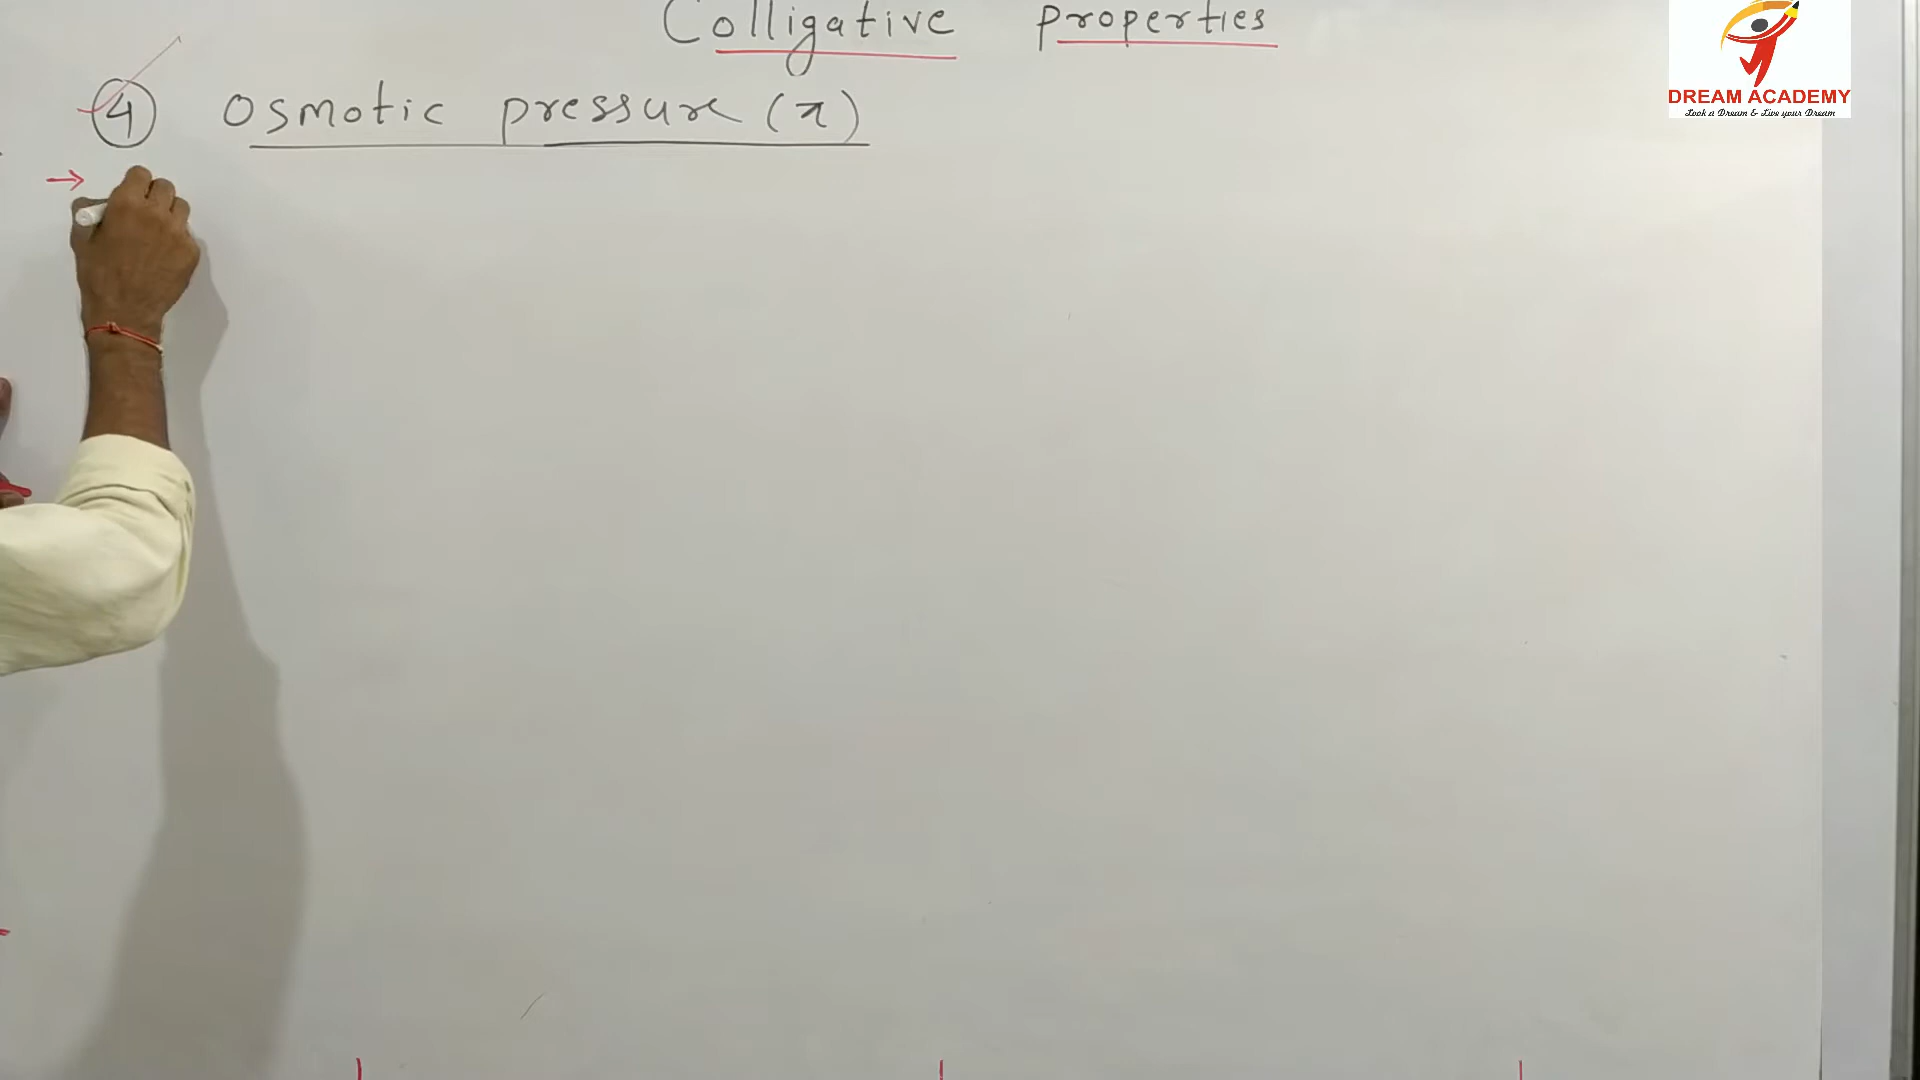 Colligative properties
④ Osmotic pressure (π)
→
DREAM ACADEMY
Look a Dream & Live your Dream